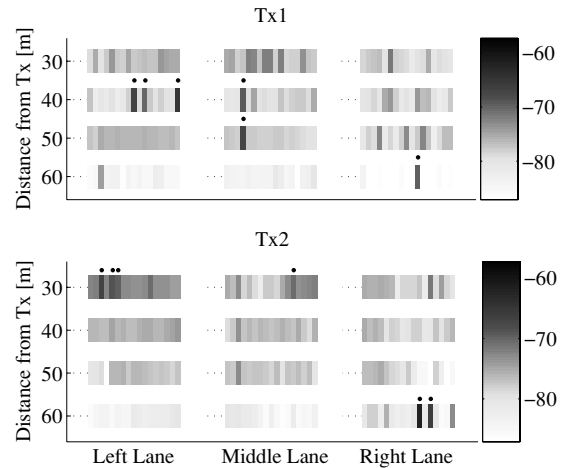 Tx1
Distance from Tx [m]
30
40
50
60
−60
−70
−80
Tx2
Distance from Tx [m]
30
40
50
60
−60
−70
−80
Left Lane
Middle Lane
Right Lane